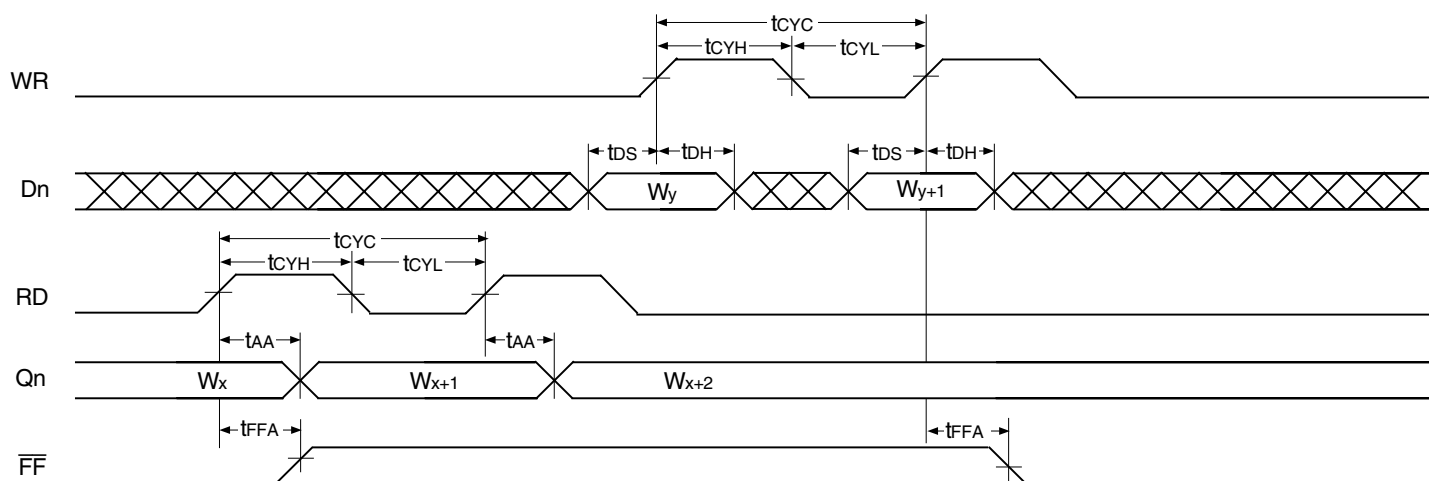 tCYC
tCYH tCYL
WR
tDS tDH tDS tDH
Dn Wy Wy+1
tCYC
tCYH tCYL
RD
tAA tAA
Qn Wx Wx+1 Wx+2
tFFA tFFA
F̅F̅